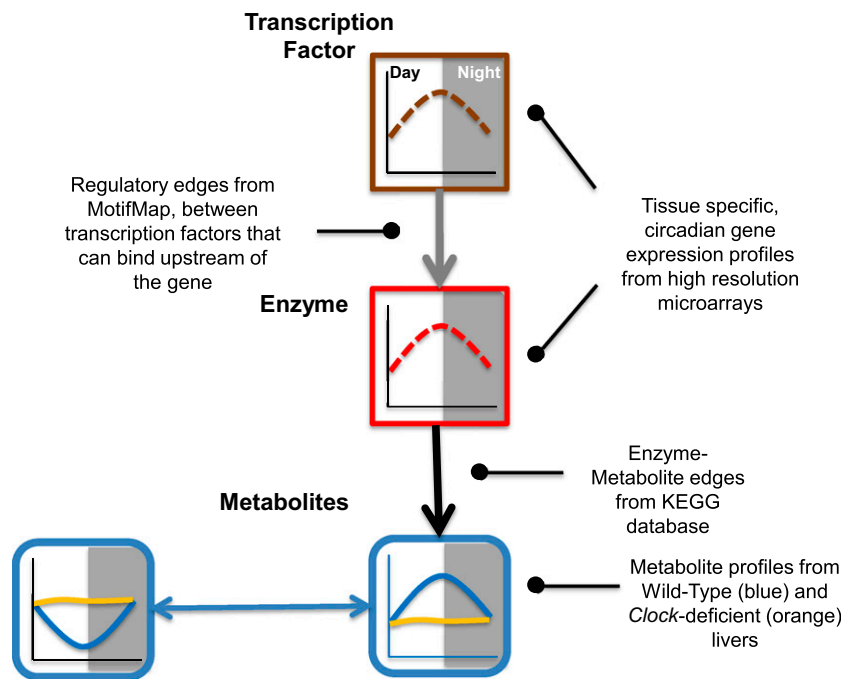 Transcription
Factor
Day
Night
Regulatory edges from
MotifMap, between
transcription factors that
can bind upstream of
the gene
Tissue specific,
circadian gene
expression profiles
from high resolution
microarrays
Enzyme
Enzyme-
Metabolite edges
from KEGG
database
Metabolites
Metabolite profiles from
Wild-Type (blue) and
Clock-deficient (orange)
livers